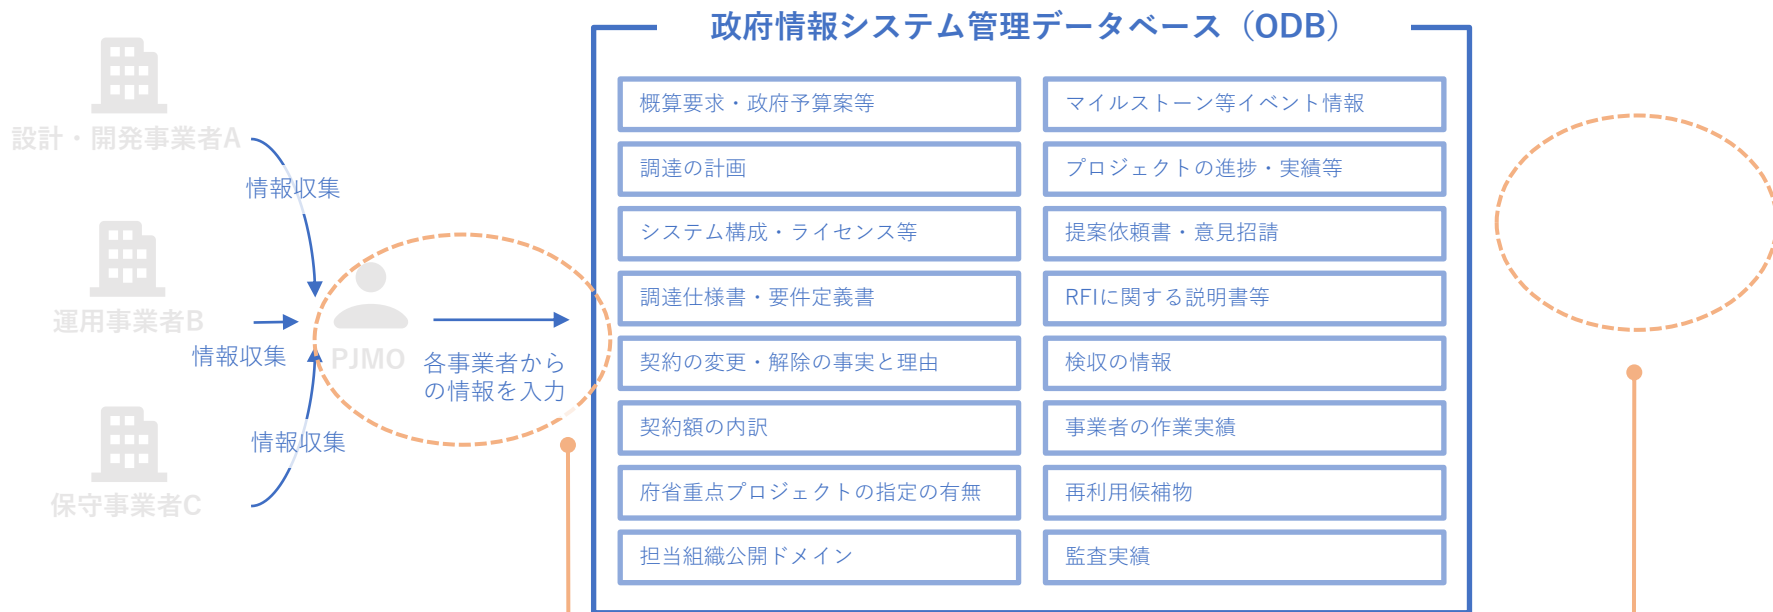 政府情報システム管理データベース（ODB）
設計・開発事業者A
情報収集
運用事業者B
情報収集
保守事業者C
情報収集
PJMO
各事業者から
の情報を入力
概算要求・政府予算案等
調達の計画
システム構成・ライセンス等
調達仕様書・要件定義書
契約の変更・解除の事実と理由
契約額の内訳
府省重点プロジェクトの指定の有無
担当組織公開ドメイン
マイルストーン等イベント情報
プロジェクトの進捗・実績等
提案依頼書・意見招請
RFIに関する説明書等
検収の情報
事業者の作業実績
再利用候補物
監査実績